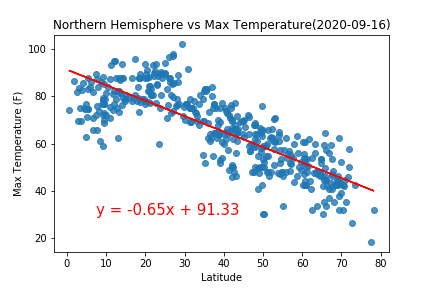 Northern Hemisphere vs Max Temperature(2020-09-16)
100
80
60
40
20
Max Temperature (F)
y = -0.65x + 91.33
0 10 20 30 40 50 60 70 80
Latitude